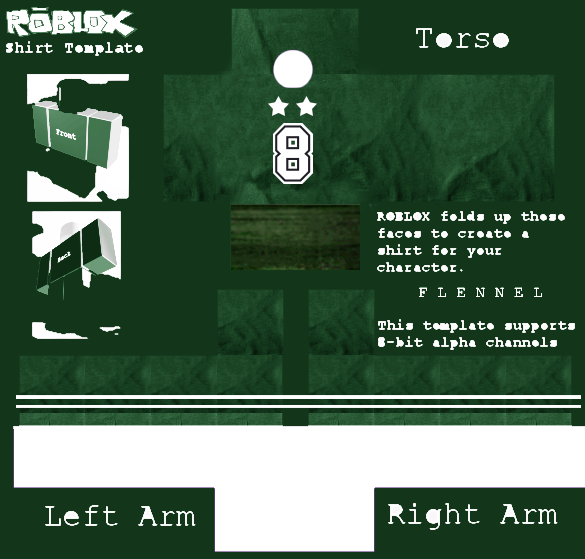 ROBLOX
Shirt Template
Torso
Front
8
Back
ROBLOX folds up these
faces to create a
shirt for your
character.
F L E N N E L
This template supports
8-bit alpha channels
Left Arm
Right Arm